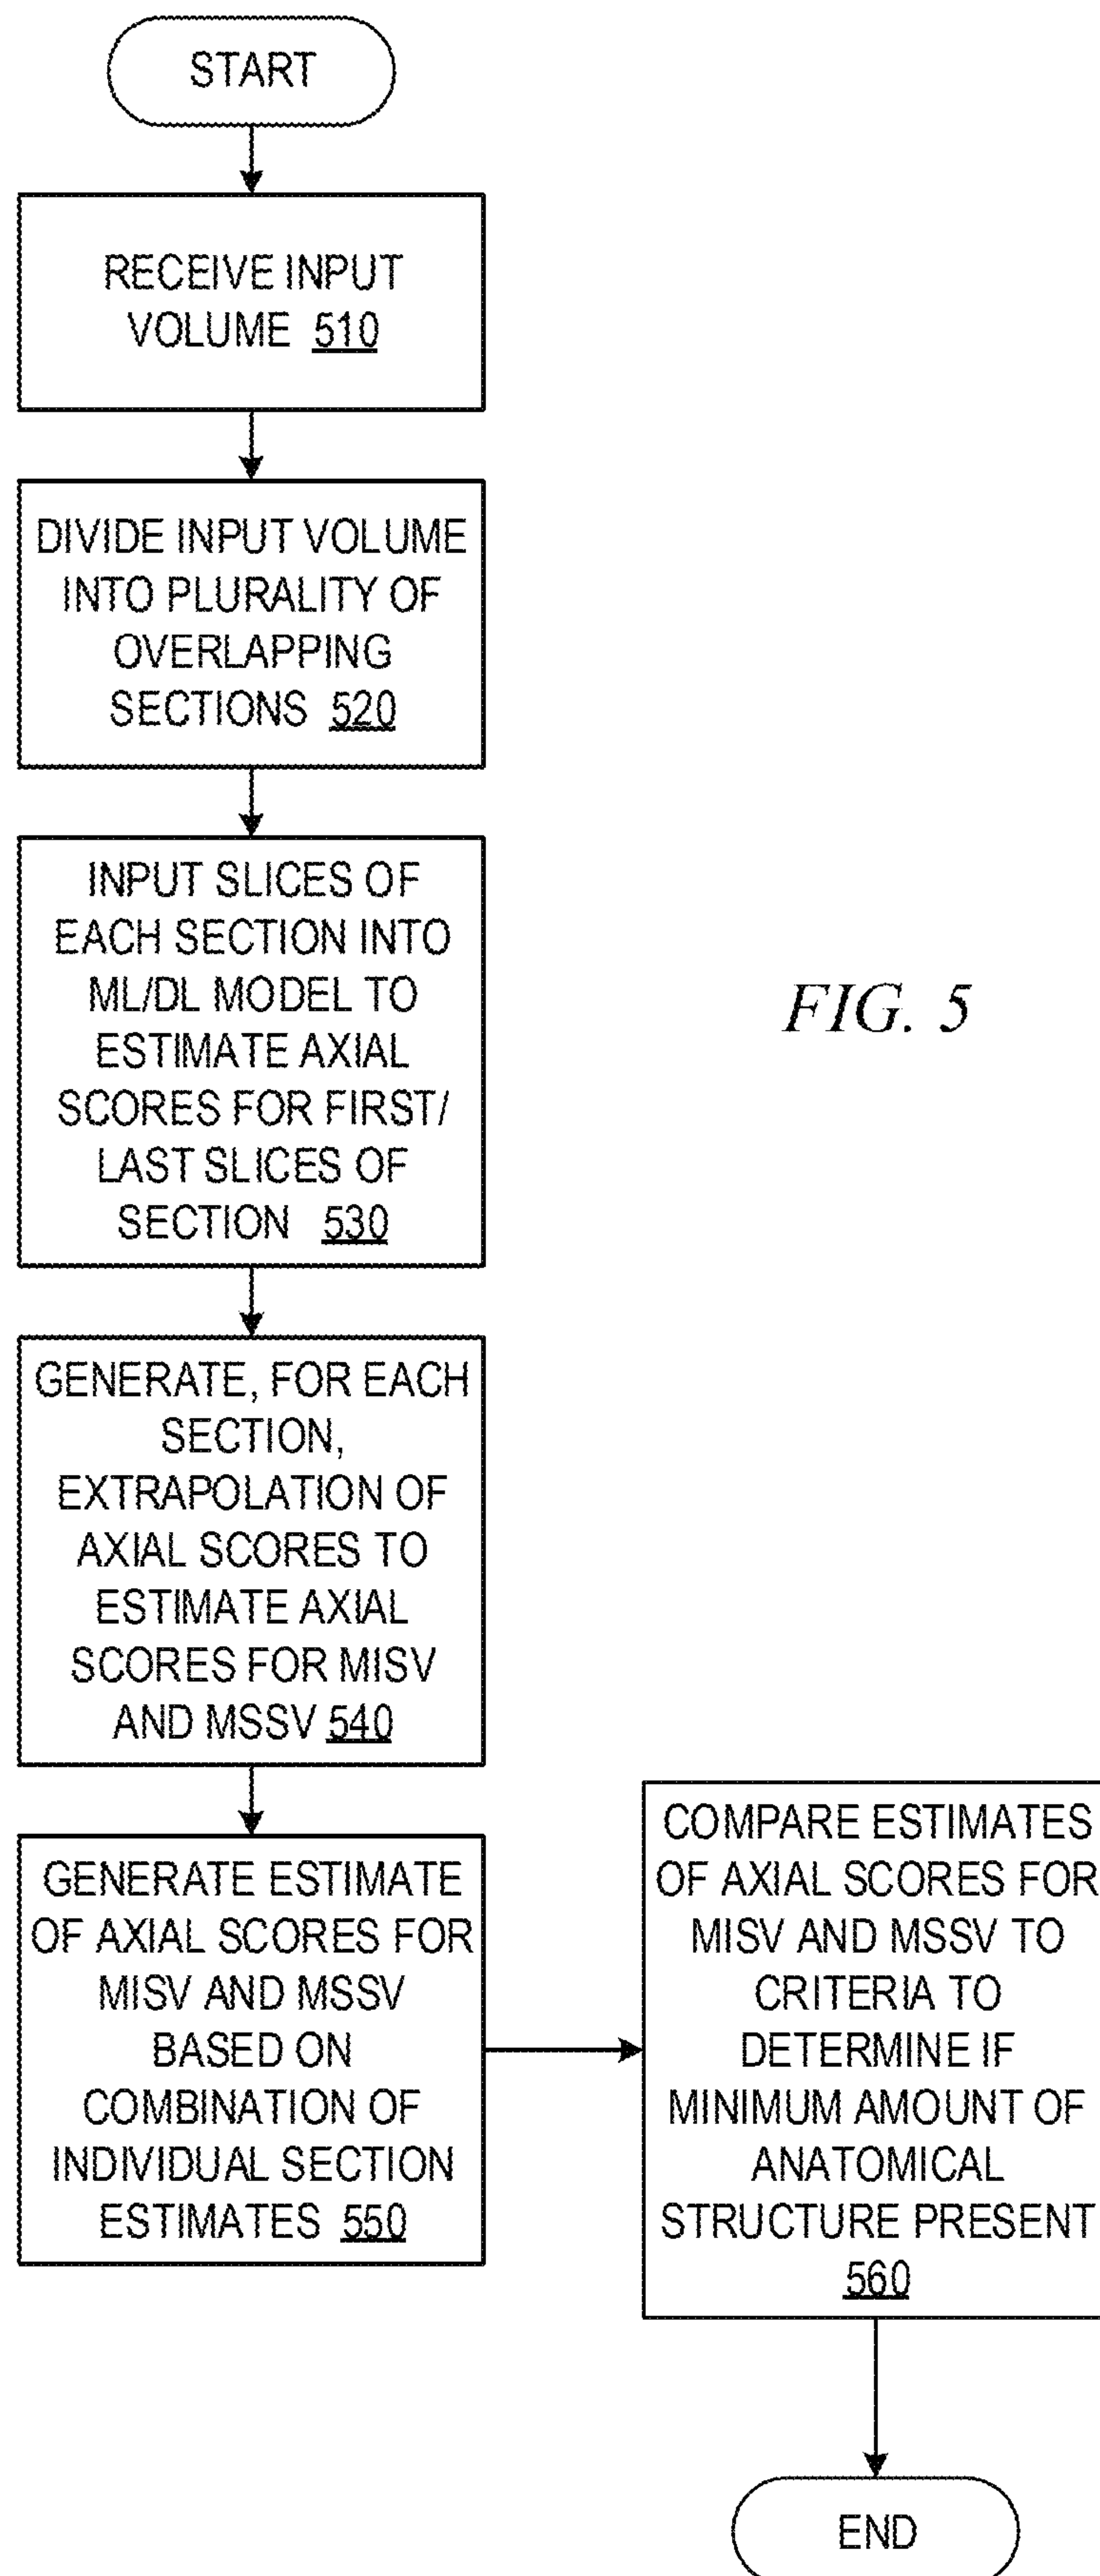 START
RECEIVE INPUT
VOLUME 510
DIVIDE INPUT VOLUME
INTO PLURALITY OF
OVERLAPPING
SECTIONS 520
INPUT SLICES OF
EACH SECTION INTO
ML/DL MODEL TO
ESTIMATE AXIAL
SCORES FOR FIRST/
LAST SLICES OF
SECTION 530
FIG. 5
GENERATE, FOR EACH
SECTION,
EXTRAPOLATION OF
AXIAL SCORES TO
ESTIMATE AXIAL
SCORES FOR MISV
AND MSSV 540
GENERATE ESTIMATE
OF AXIAL SCORES FOR
MISV AND MSSV
BASED ON
COMBINATION OF
INDIVIDUAL SECTION
ESTIMATES 550
COMPARE ESTIMATES
OF AXIAL SCORES FOR
MISV AND MSSV TO
CRITERIA TO
DETERMINE IF
MINIMUM AMOUNT OF
ANATOMICAL
STRUCTURE PRESENT
560
END